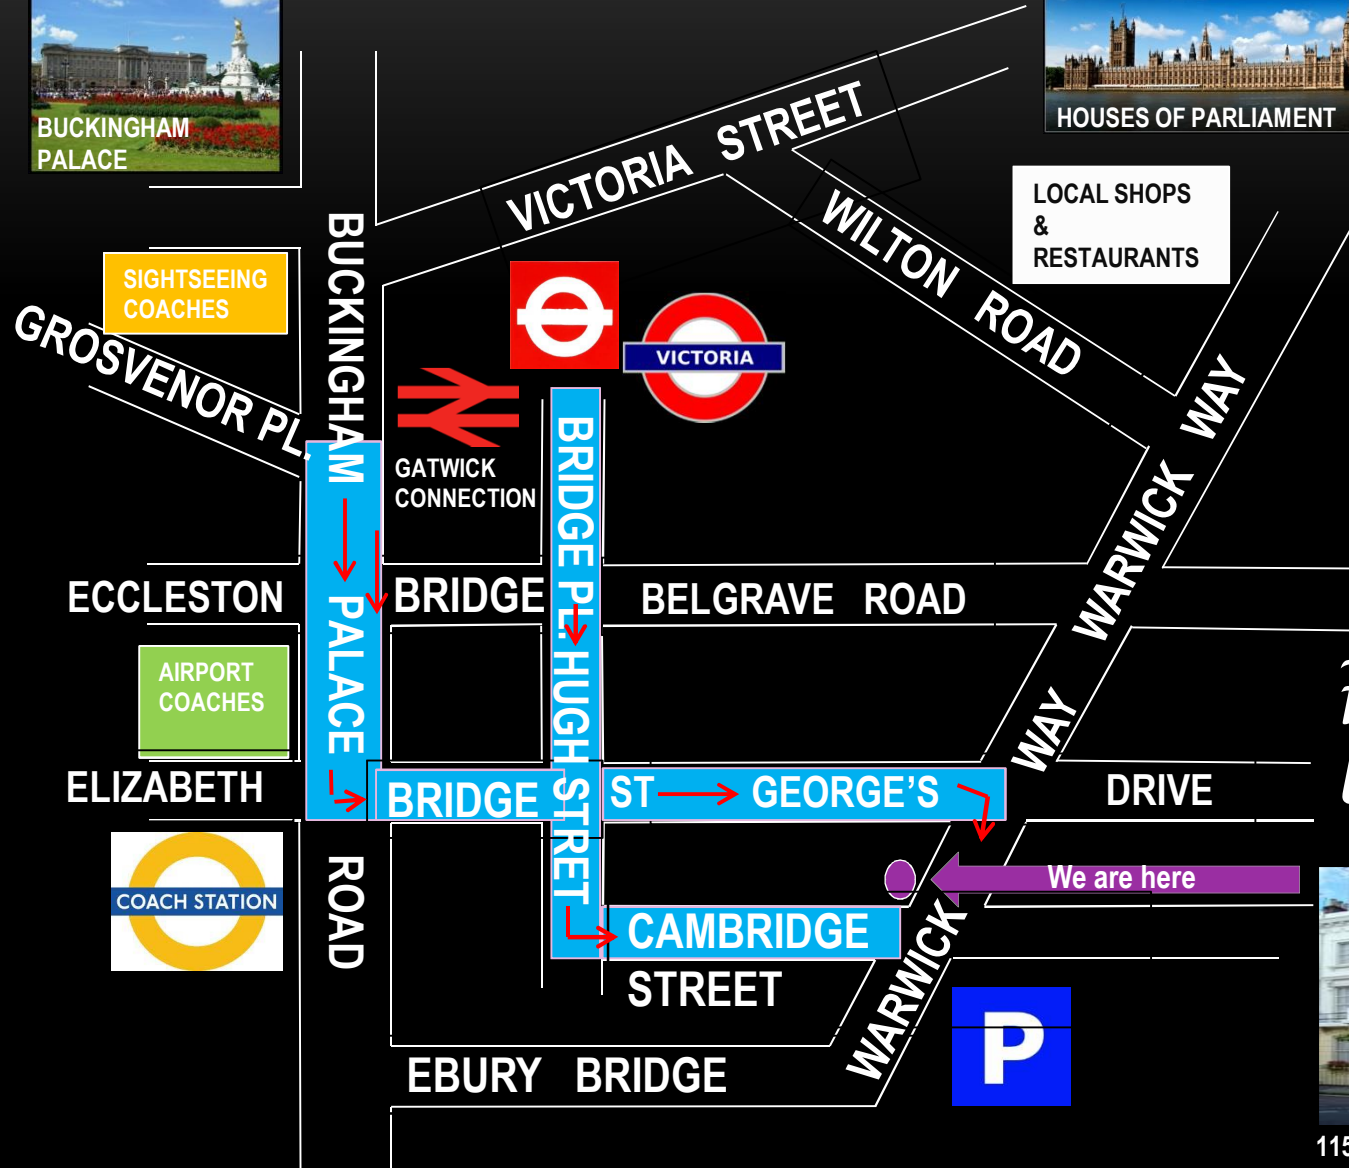 BUCKINGHAM
PALACE
HOUSES OF PARLIAMENT
VICTORIA STREET
LOCAL SHOPS
&
RESTAURANTS
WILTON ROAD
SIGHTSEEING
COACHES
GROSVENOR PL.
BUCKINGHAM PALACE ROAD
VICTORIA
GATWICK
CONNECTION
BRIDGE PL.
HUGH STRET
WARWICK WAY
ECCLESTON BRIDGE
BELGRAVE ROAD
AIRPORT
COACHES
WAY
ELIZABETH BRIDGE
ST GEORGE'S DRIVE
COACH STATION
We are here
CAMBRIDGE
STREET
WARWICK
P
EBURY BRIDGE
115